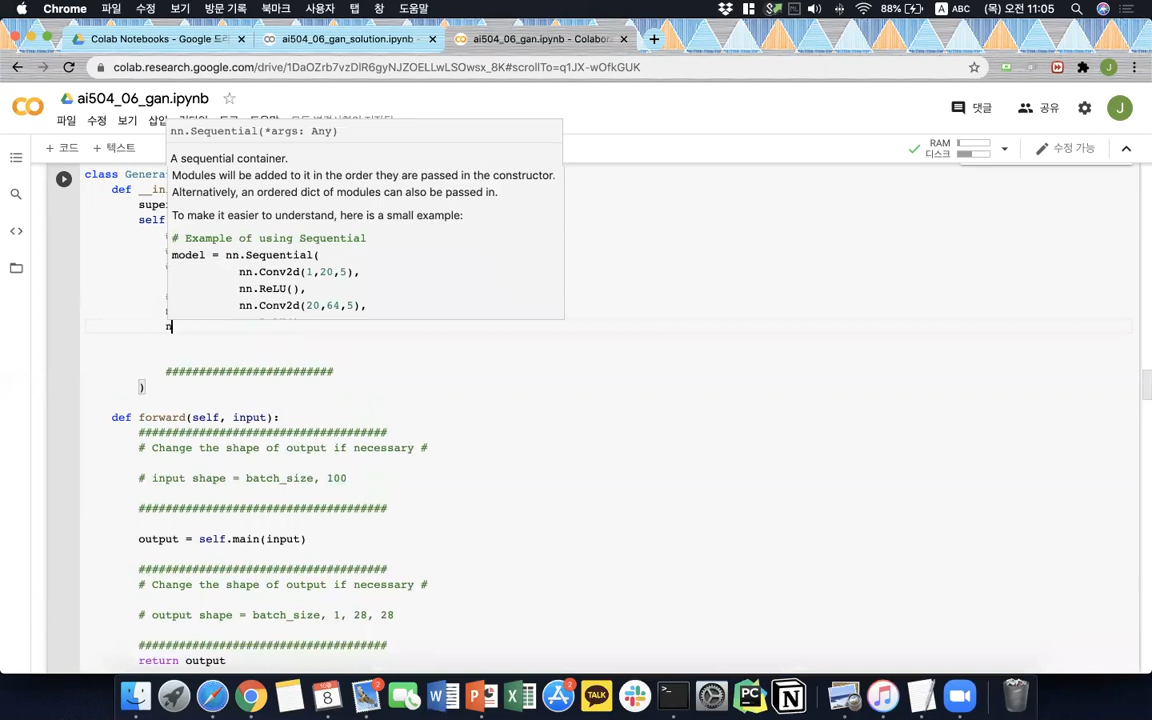 Chrome 파일 수정 보기 방문 기록 북마크 사용자 탭 창 도움말 88% A ABC (목) 오전 11:05
Colab Notebooks - Google 드라
ai504_06_gan_solution.ipynb -
ai504_06_gan.ipynb - Colabora
colab.research.google.com/drive/1DaOZrb7vzDlR6gyNJZOELLwLSOwsx_8K#scrollTo=q1JX-wOfkGUK
J
ai504_06_gan.ipynb
댓글 공유 J
파일 수정 보기
+ 코드 + 텍스트
RAM
디스크
수정 가능
nn.Sequential(*args: Any)
A sequential container.
Modules will be added to it in the order they are passed in the constructor.
Alternatively, an ordered dict of modules can also be passed in.
To make it easier to understand, here is a small example:
# Example of using Sequential
model = nn.Sequential(
nn.Conv2d(1,20,5),
nn.ReLU(),
nn.Conv2d(20,64,5),
class Genera
def __in
supe
self
n
#########################
)
def forward(self, input):
#####################################
# Change the shape of output if necessary #
# input shape = batch_size, 100
#####################################
output = self.main(input)
#####################################
# Change the shape of output if necessary #
# output shape = batch_size, 1, 28, 28
#####################################
return output
8
2
TALK
2
PC